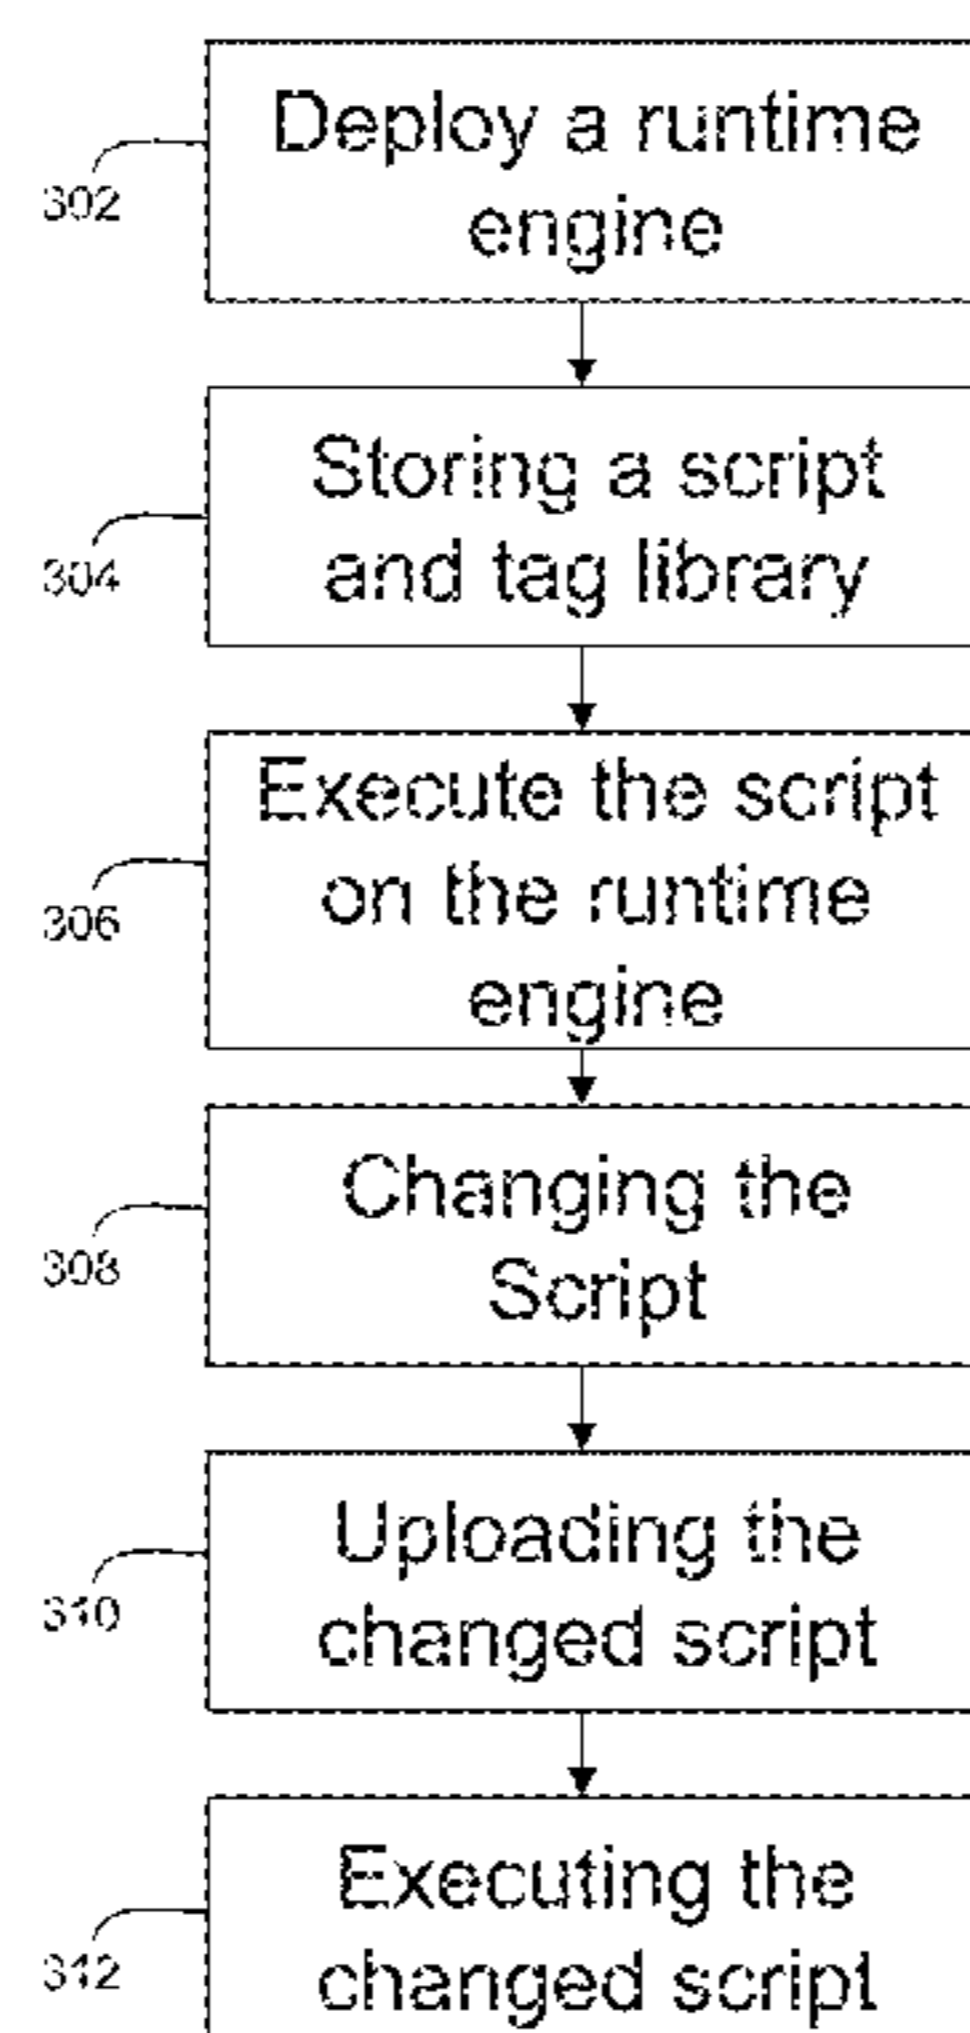 Deploy a runtime
engine
302
Storing a script
and tag library
304
Execute the script
on the runtime
engine
306
Changing the
Script
308
Uploading the
changed script
310
Executing the
changed script
312